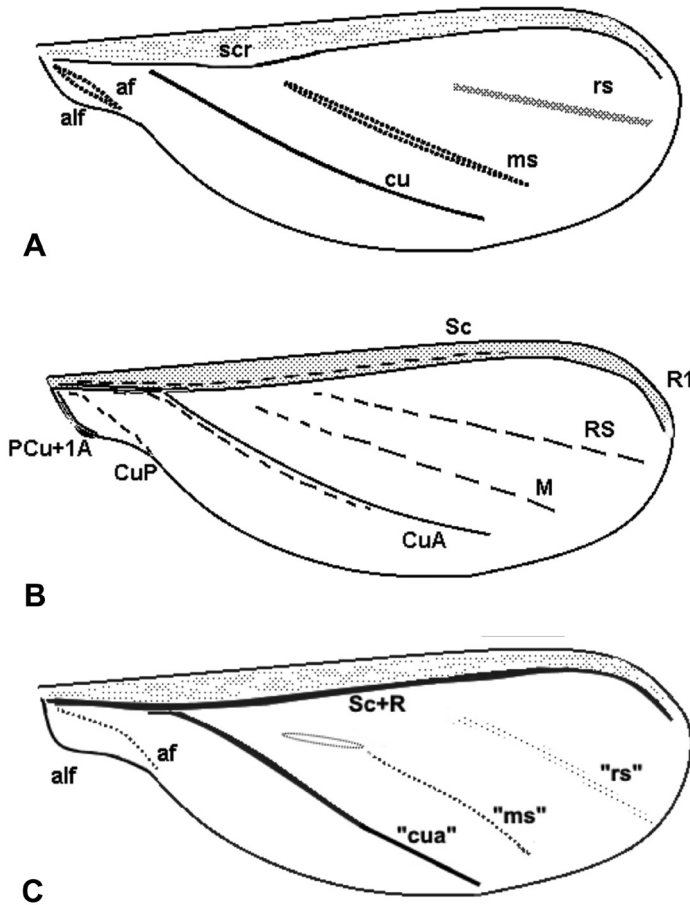 scr
rs
af
alf
ms
cu
A
Sc
R1
RS
PCu+1A
CuP
M
CuA
B
Sc+R
"rs"
af
alf
"ms"
"cua"
C